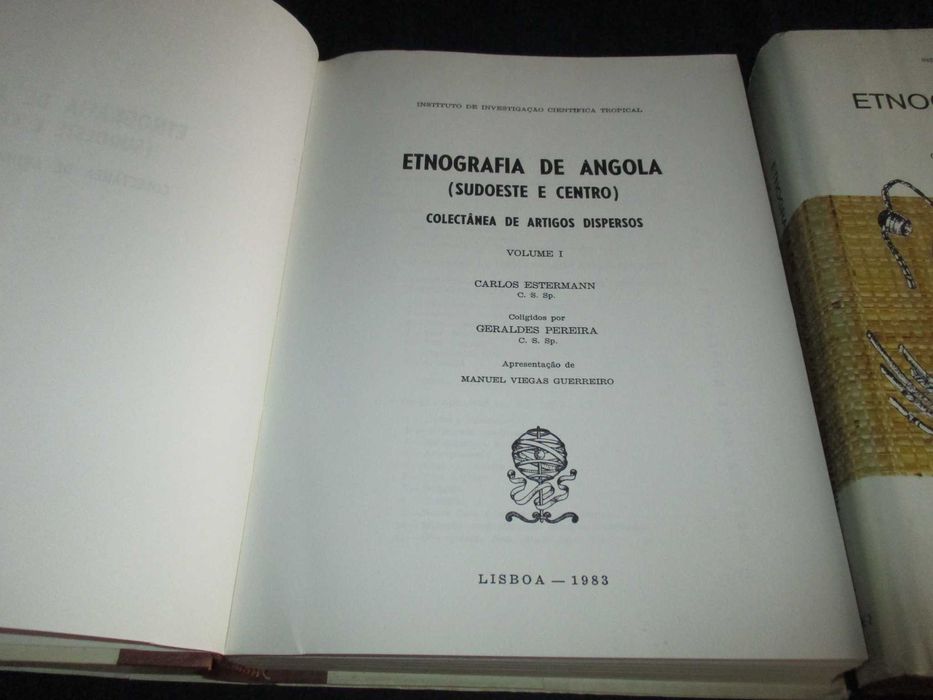 INSTITUTO DE INVESTIGAÇÃO CIENTÍFICA TROPICAL
ETNOGRAFIA DE ANGOLA
(SUDOESTE E CENTRO)
COLECTÂNEA DE ARTIGOS DISPERSOS
VOLUME I
CARLOS ESTERMANN
C. S. Sp.
Coligidos por
GERALDES PEREIRA
C. S. Sp.
Apresentação de
MANUEL VIEGAS GUERREIRO
LISBOA — 1983
ETNO